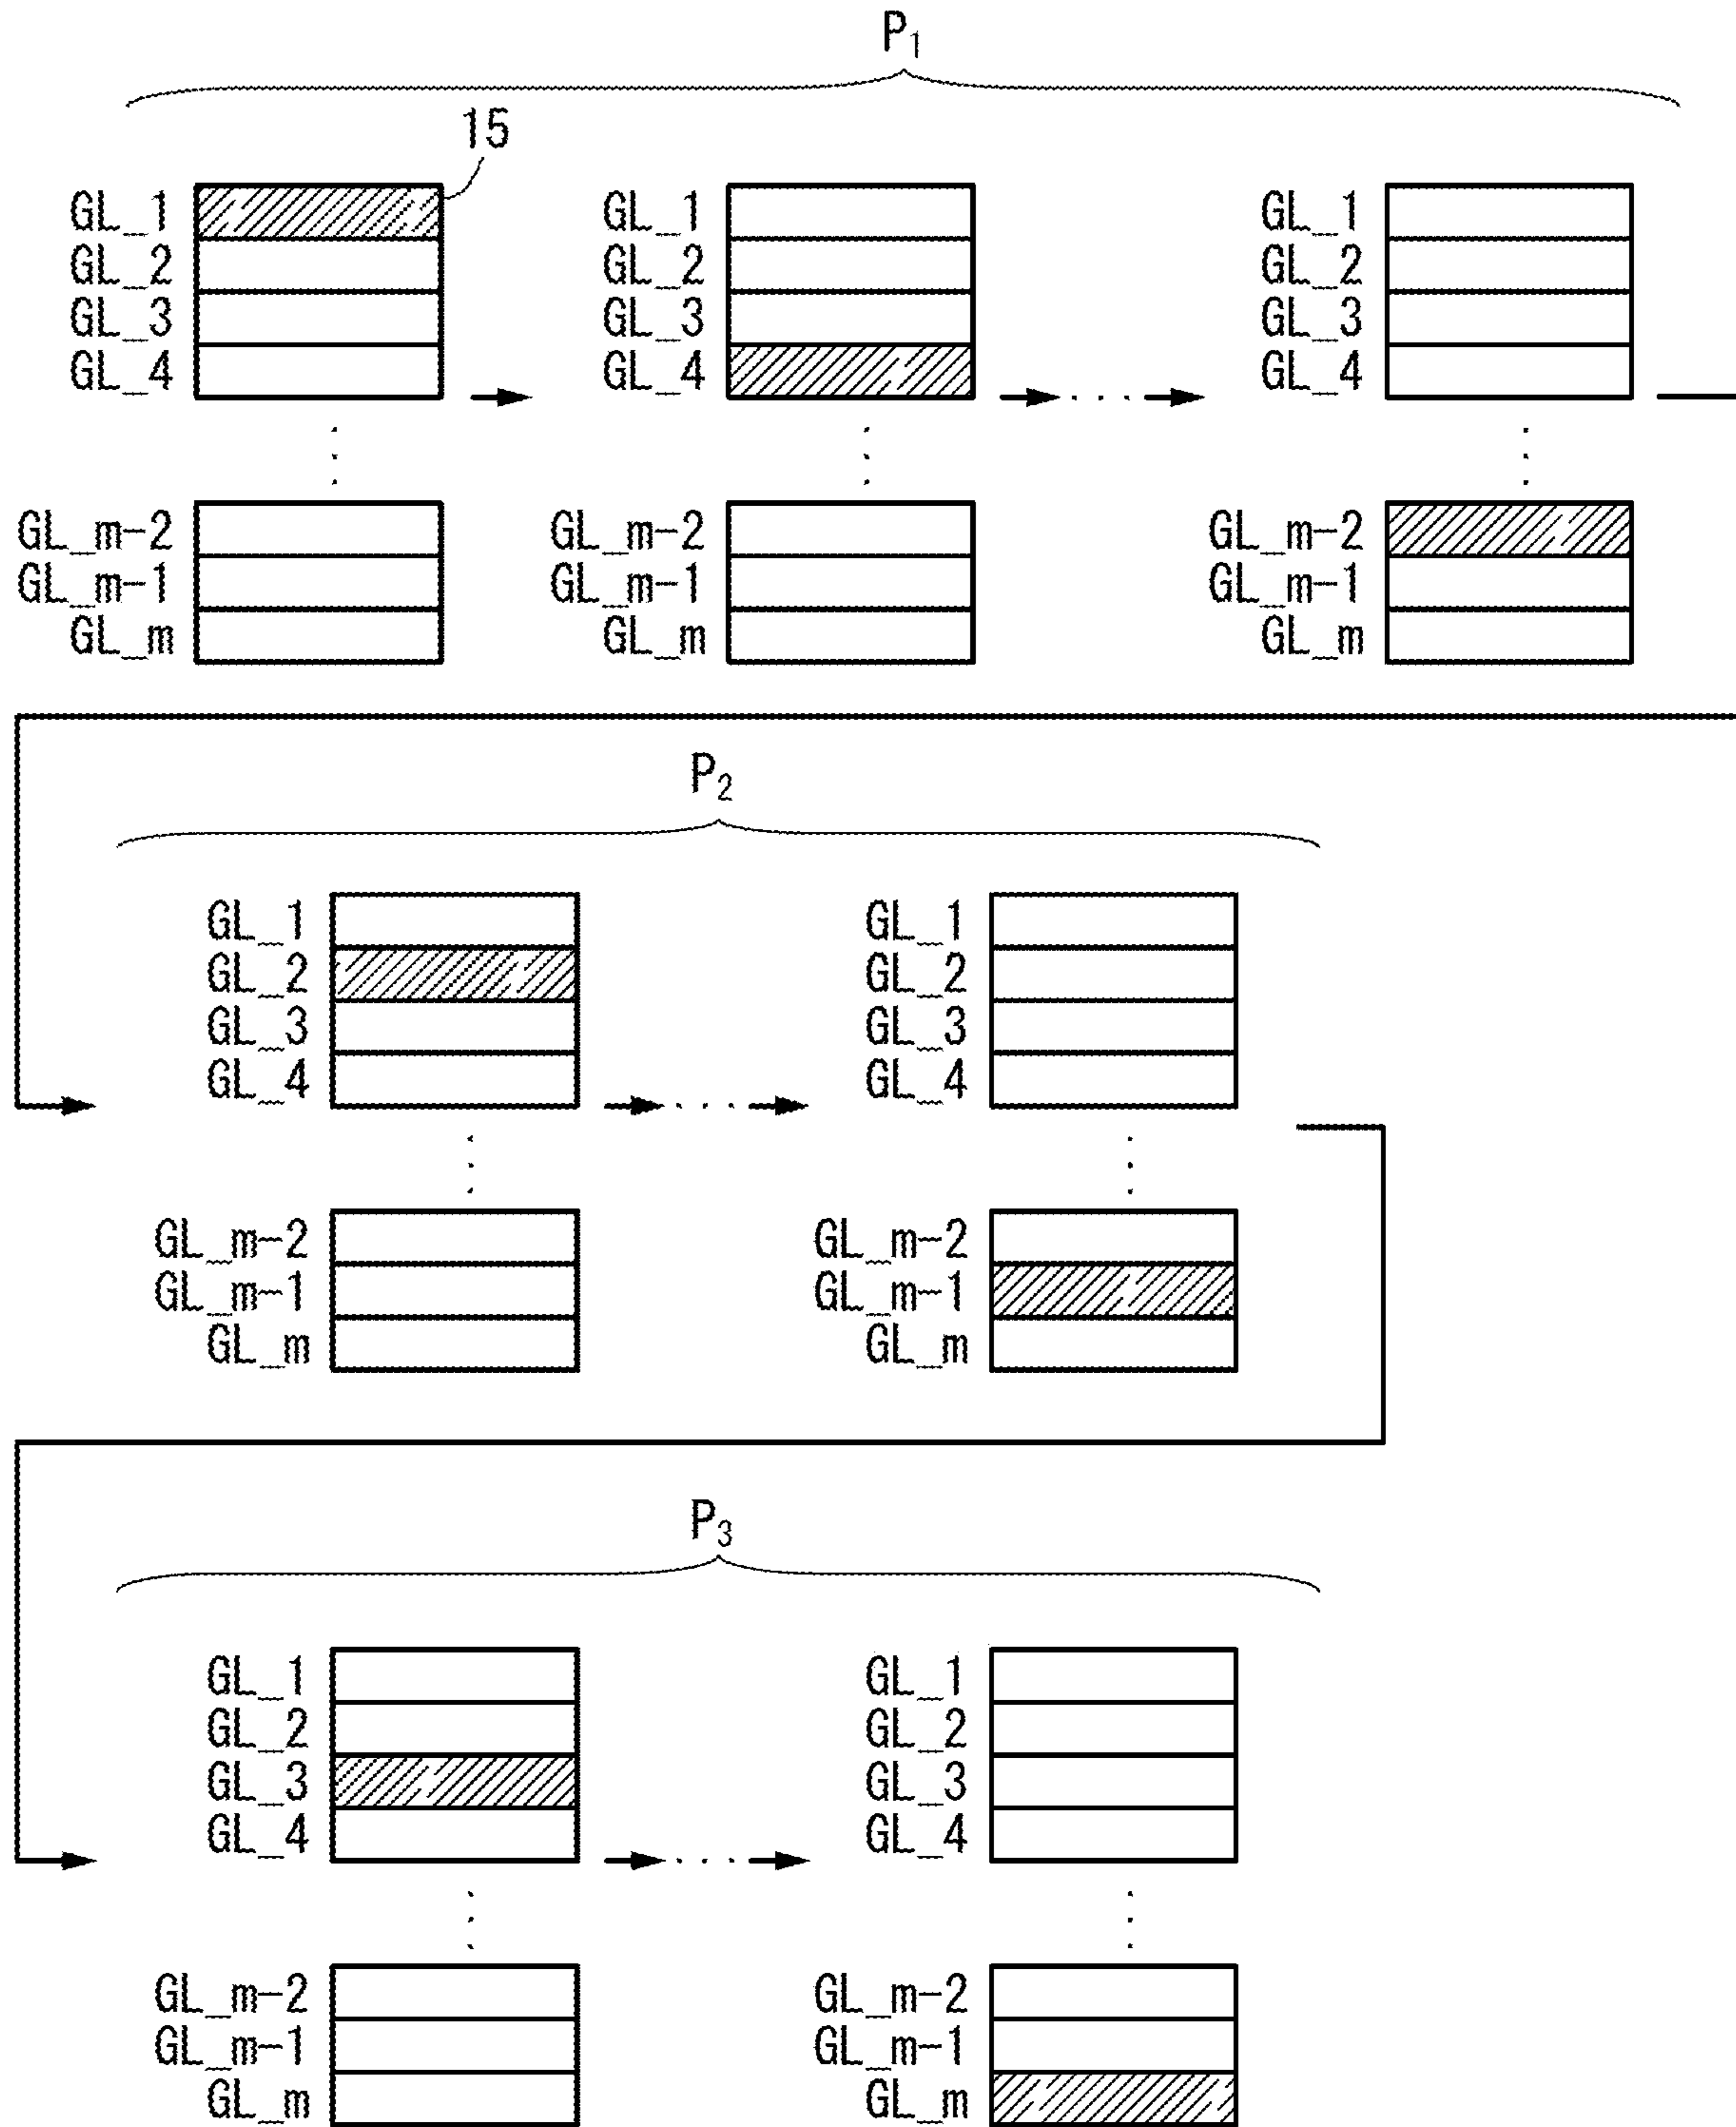 P₁
15
GL_1 GL_1 GL_1
GL_2 GL_2 GL_2
GL_3 GL_3 GL_3
GL_4 GL_4 GL_4
GL_m-2 GL_m-2 GL_m-2
GL_m-1 GL_m-1 GL_m-1
GL_m GL_m GL_m
P₂
GL_1 GL_1
GL_2 GL_2
GL_3 GL_3
GL_4 GL_4
GL_m-2 GL_m-2
GL_m-1 GL_m-1
GL_m GL_m
P₃
GL_1 GL_1
GL_2 GL_2
GL_3 GL_3
GL_4 GL_4
GL_m-2 GL_m-2
GL_m-1 GL_m-1
GL_m GL_m